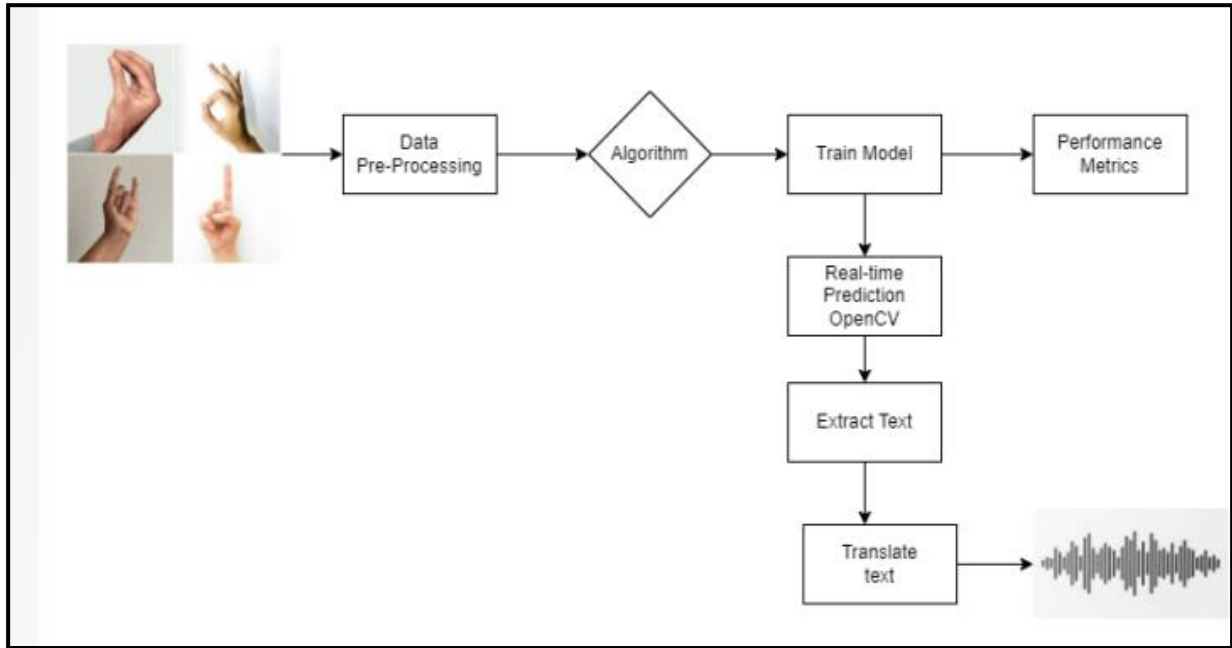 Data
Pre-Processing
Algorithm
Train Model
Performance
Metrics
Real-time
Prediction
OpenCV
Extract Text
Translate
text